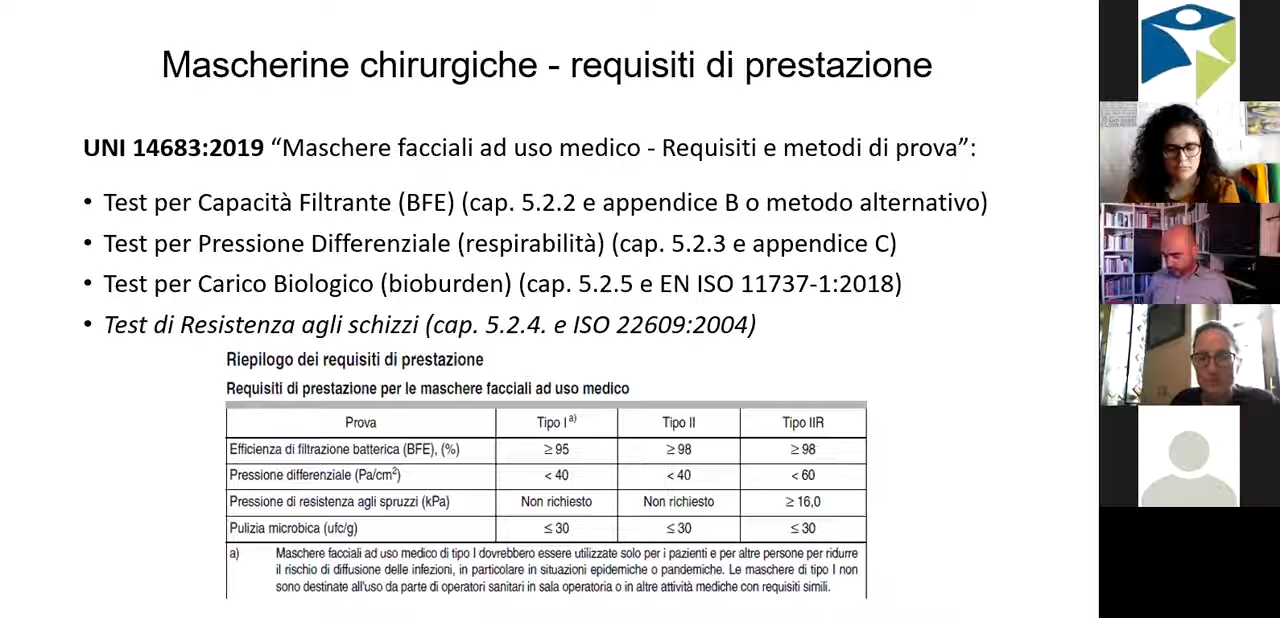 Mascherine chirurgiche - requisiti di prestazione
UNI 14683:2019 “Maschere facciali ad uso medico - Requisiti e metodi di prova”:
• Test per Capacità Filtrante (BFE) (cap. 5.2.2 e appendice B o metodo alternativo)
• Test per Pressione Differenziale (respirabilità) (cap. 5.2.3 e appendice C)
• Test per Carico Biologico (bioburden) (cap. 5.2.5 e EN ISO 11737-1:2018)
• Test di Resistenza agli schizzi (cap. 5.2.4. e ISO 22609:2004)
Riepilogo dei requisiti di prestazione
Requisiti di prestazione per le maschere facciali ad uso medico
Prova Tipo I a) Tipo II Tipo IIR
Efficienza di filtrazione batterica (BFE), (%) ≥ 95 ≥ 98 ≥ 98
Pressione differenziale (Pa/cm²) < 40 < 40 < 60
Pressione di resistenza agli spruzzi (kPa) Non richiesto Non richiesto ≥ 16,0
Pulizia microbica (ufc/g) ≤ 30 ≤ 30 ≤ 30
a) Maschere facciali ad uso medico di tipo I dovrebbero essere utilizzate solo per i pazienti e per altre persone per ridurre
il rischio di diffusione delle infezioni, in particolare in situazioni epidemiche o pandemiche. Le maschere di tipo I non
sono destinate all'uso da parte di operatori sanitari in sala operatoria o in altre attività mediche con requisiti simili.